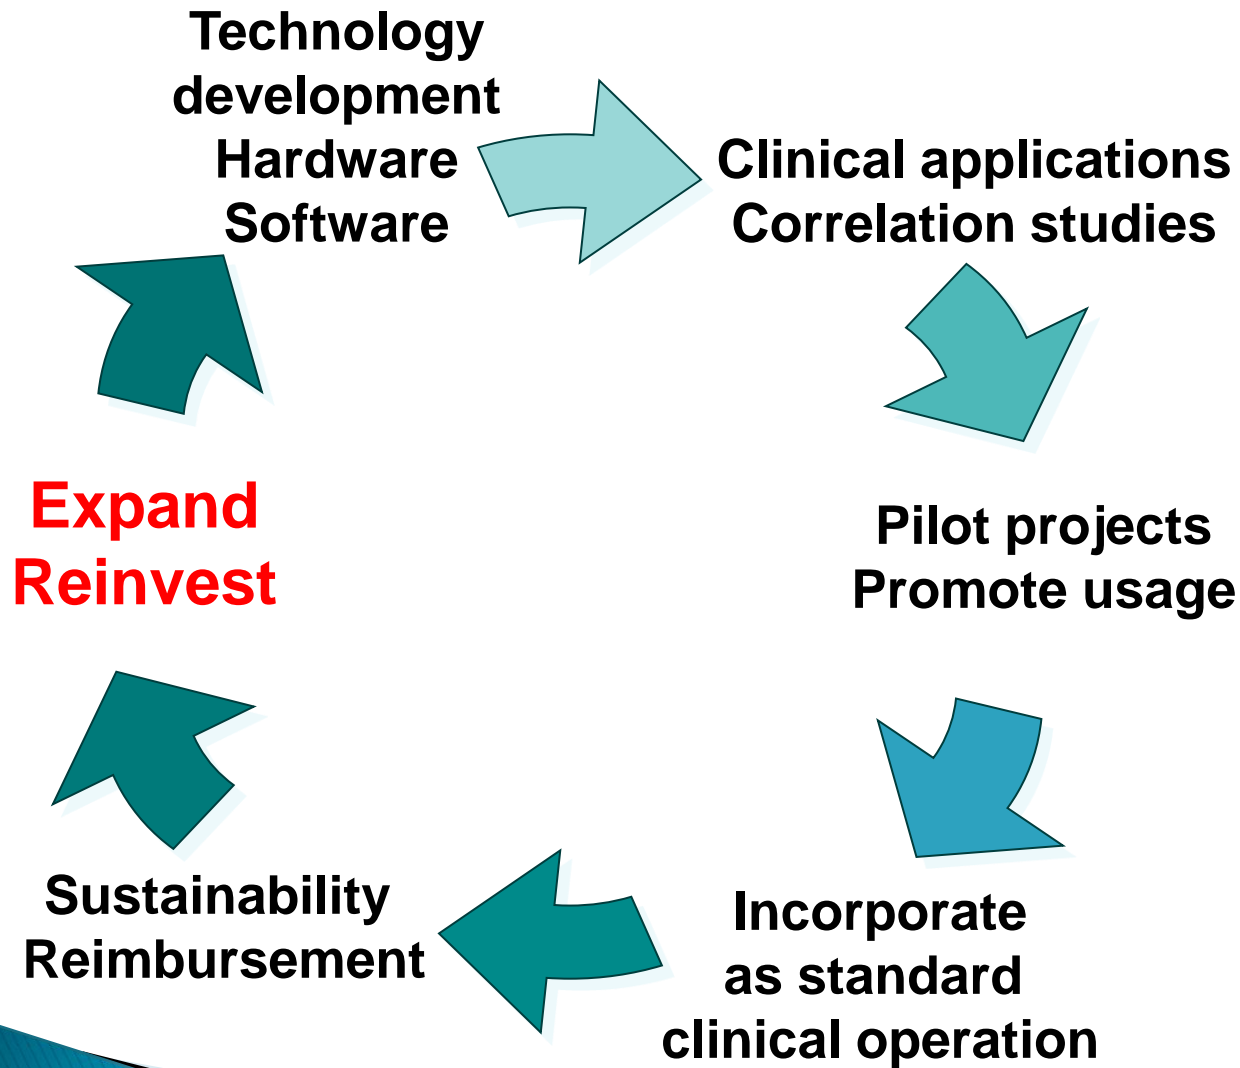 Technology
development
Hardware
Software
Clinical applications
Correlation studies
Pilot projects
Promote usage
Incorporate
as standard
clinical operation
Sustainability
Reimbursement
Expand
Reinvest